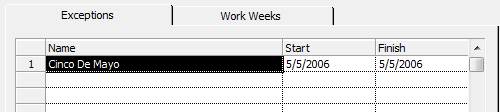 Exceptions Work Weeks
Name Start Finish
1 Cinco De Mayo 5/5/2006 5/5/2006